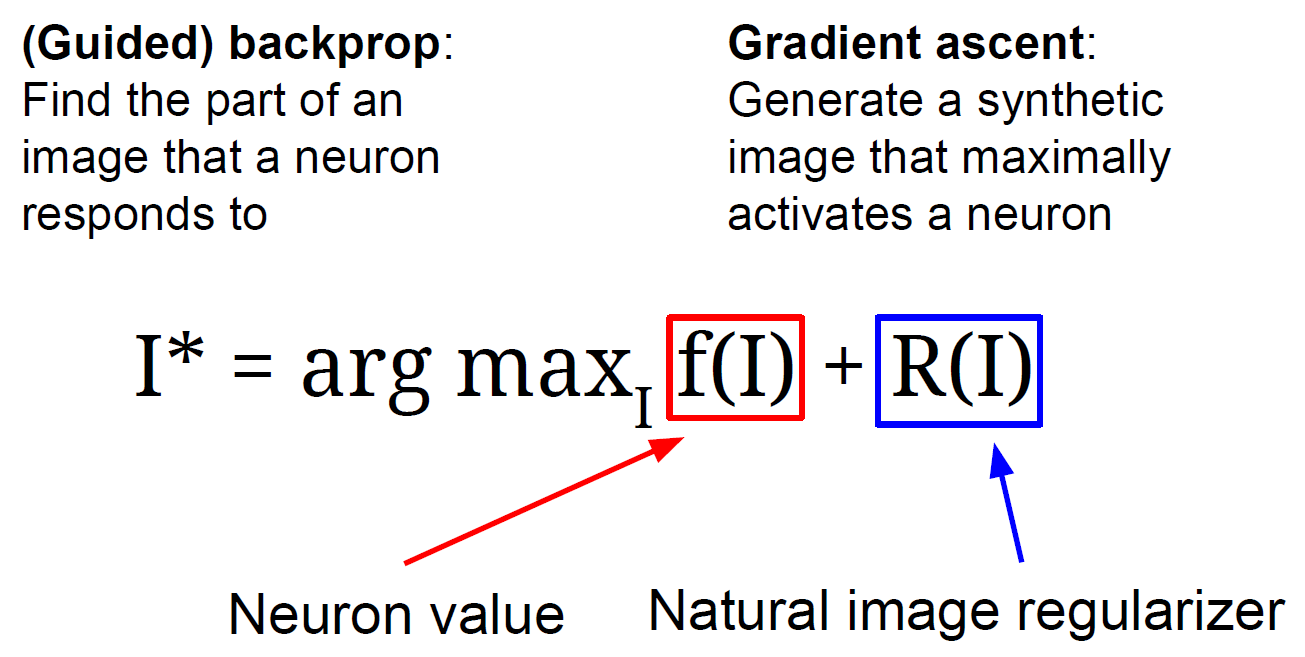 (Guided) backprop:
Find the part of an
image that a neuron
responds to
Gradient ascent:
Generate a synthetic
image that maximally
activates a neuron
I* = arg max_I f(I) + R(I)
Neuron value
Natural image regularizer